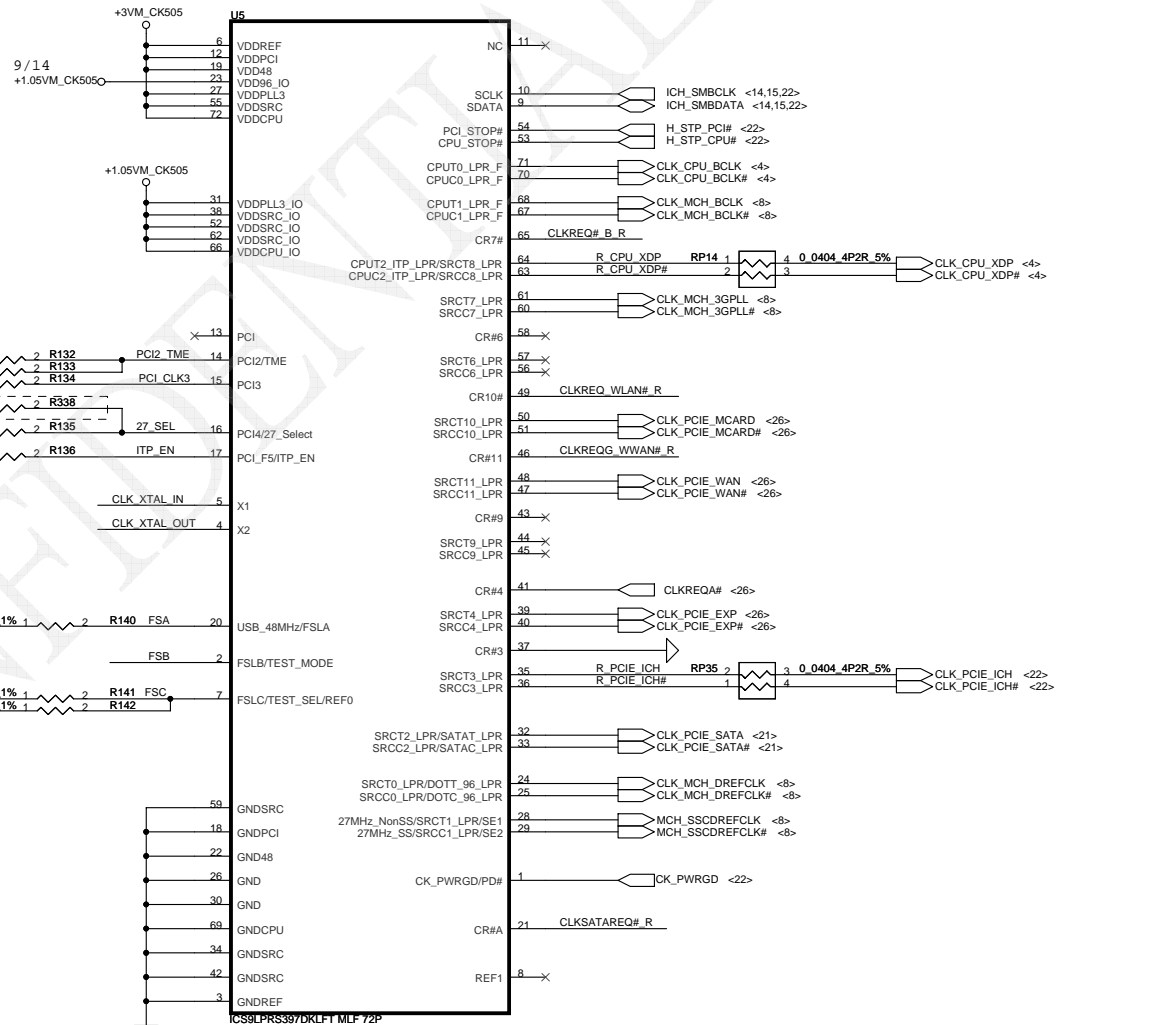 +3VM_CK505
U5
9/14
+1.05VM_CK505
6 VDDREF
12 VDDPCI
19 VDD48
23 VDD96_IO
27 VDDPLL3
55 VDDSRC
72 VDDCPU
+1.05VM_CK505
31 VDDPLL3_IO
38 VDDSRC_IO
52 VDDSRC_IO
62 VDDSRC_IO
66 VDDCPU_IO
13 PCI
2 R132 PCI2_TME 14 PCI2/TME
2 R133
2 R134 PCI_CLK3 15 PCI3
2 R338
2 R135 27_SEL 16 PCI4/27_Select
2 R136 ITP_EN 17 PCI_F5/ITP_EN
CLK_XTAL_IN 5 X1
CLK_XTAL_OUT 4 X2
1% 1 2 R140 FSA 20 USB_48MHz/FSLA
FSB 2 FSLB/TEST_MODE
1% 1 2 R141 FSC 7 FSLC/TEST_SEL/REF0
1% 1 2 R142
59 GNDSRC
18 GNDPCI
22 GND48
26 GND
30 GND
69 GNDCPU
34 GNDSRC
42 GNDSRC
3 GNDREF
NC 11
SCLK 10 ICH_SMBCLK <14,15,22>
SDATA 9 ICH_SMBDATA <14,15,22>
PCI_STOP# 54 H_STP_PCI# <22>
CPU_STOP# 53 H_STP_CPU# <22>
CPUT0_LPR_F 71 CLK_CPU_BCLK <4>
CPUC0_LPR_F 70 CLK_CPU_BCLK# <4>
CPUT1_LPR_F 68 CLK_MCH_BCLK <8>
CPUC1_LPR_F 67 CLK_MCH_BCLK# <8>
CR7# 65 CLKREQ#_B_R
CPUT2_ITP_LPR/SRCT8_LPR 64 R_CPU_XDP RP14 1 4 0_0404_4P2R_5% CLK_CPU_XDP <4>
CPUC2_ITP_LPR/SRCC8_LPR 63 R_CPU_XDP# 2 3 CLK_CPU_XDP# <4>
SRCT7_LPR 61 CLK_MCH_3GPLL <8>
SRCC7_LPR 60 CLK_MCH_3GPLL# <8>
CR#6 58
SRCT6_LPR 57
SRCC6_LPR 56
CR10# 49 CLKREQ_WLAN#_R
SRCT10_LPR 50 CLK_PCIE_MCARD <26>
SRCC10_LPR 51 CLK_PCIE_MCARD# <26>
CR#11 46 CLKREQG_WWAN#_R
SRCT11_LPR 48 CLK_PCIE_WAN <26>
SRCC11_LPR 47 CLK_PCIE_WAN# <26>
CR#9 43
SRCT9_LPR 44
SRCC9_LPR 45
CR#4 41 CLKREQA# <26>
SRCT4_LPR 39 CLK_PCIE_EXP <26>
SRCC4_LPR 40 CLK_PCIE_EXP# <26>
CR#3 37
SRCT3_LPR 35 R_PCIE_ICH RP35 2 3 0_0404_4P2R_5% CLK_PCIE_ICH <22>
SRCC3_LPR 36 R_PCIE_ICH# 1 4 CLK_PCIE_ICH# <22>
SRCT2_LPR/SATAT_LPR 32 CLK_PCIE_SATA <21>
SRCC2_LPR/SATAC_LPR 33 CLK_PCIE_SATA# <21>
SRCT0_LPR/DOTT_96_LPR 24 CLK_MCH_DREFCLK <8>
SRCC0_LPR/DOTC_96_LPR 25 CLK_MCH_DREFCLK# <8>
27MHz_NonSS/SRCT1_LPR/SE1 28 MCH_SSCDREFCLK <8>
27MHz_SS/SRCC1_LPR/SE2 29 MCH_SSCDREFCLK# <8>
CK_PWRGD/PD# 1 CK_PWRGD <22>
CR#A 21 CLKSATAREQ#_R
REF1 8
ICS9LPRS397DKLFT MLF 72P